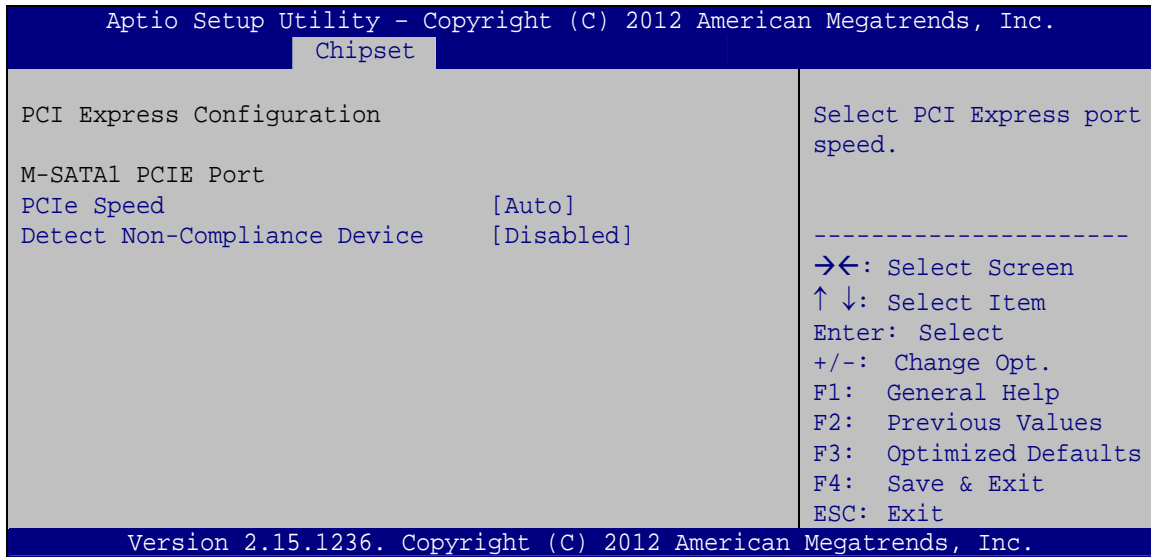 Aptio Setup Utility – Copyright (C) 2012 American Megatrends, Inc.
Chipset
PCI Express Configuration
M-SATA1 PCIE Port
PCIe Speed [Auto]
Detect Non-Compliance Device [Disabled]
Select PCI Express port
speed.
----------------------
→←: Select Screen
↑ ↓: Select Item
Enter: Select
+/-: Change Opt.
F1: General Help
F2: Previous Values
F3: Optimized Defaults
F4: Save & Exit
ESC: Exit
Version 2.15.1236. Copyright (C) 2012 American Megatrends, Inc.